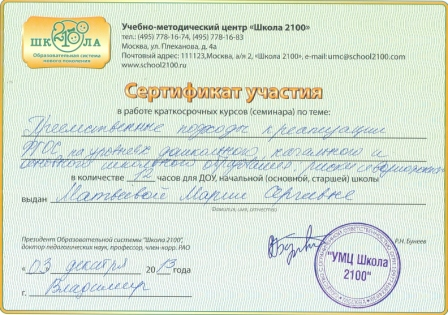 ШКОЛА
2100
Образовательная система
нового поколения
Учебно-методический центр «Школа 2100»
тел.: (495) 778-16-74, (495) 778-16-83
Москва, ул. Плеханова, д. 4а
Почтовый адрес: 111123,Москва, а/я 2, «Школа 2100», e-mail: umc@school2100.com
www.school2100.ru
Сертификат участия
в работе краткосрочных курсов (семинара) по теме:
Преемственные подходы к реализации
ФГОС на уровнях дошкольного, начального и
основного школьного образования
в количестве 72 часов для ДОУ, начальной (основной, старшей) школы
выдан Матвеевой Марии Сергеевне
Фамилия, имя, отчество
Президент Образовательной системы "Школа 2100",
доктор педагогических наук, профессор, член-корр. РАО
Р.Н. Бунеев
«03» декабря 2013 года
г. Владимир
"УМЦ Школа
2100"